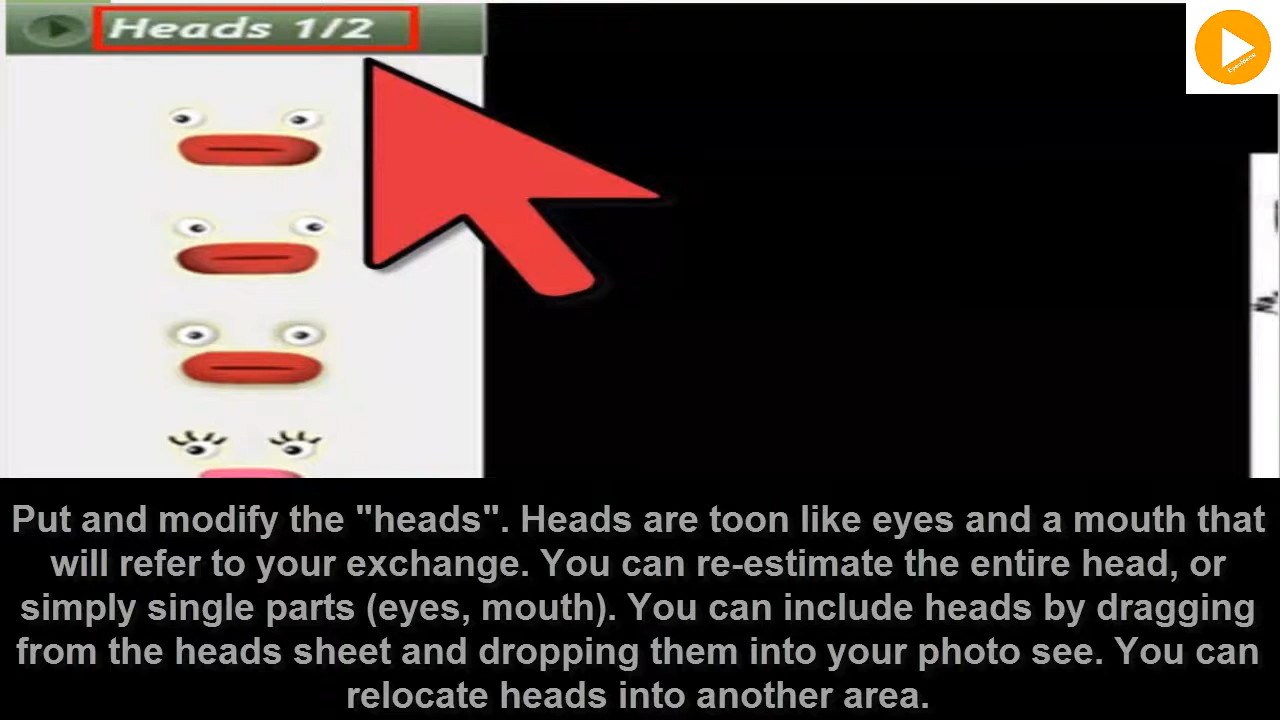 Heads 1/2
Put and modify the "heads". Heads are toon like eyes and a mouth that
will refer to your exchange. You can re-estimate the entire head, or
simply single parts (eyes, mouth). You can include heads by dragging
from the heads sheet and dropping them into your photo see. You can
relocate heads into another area.